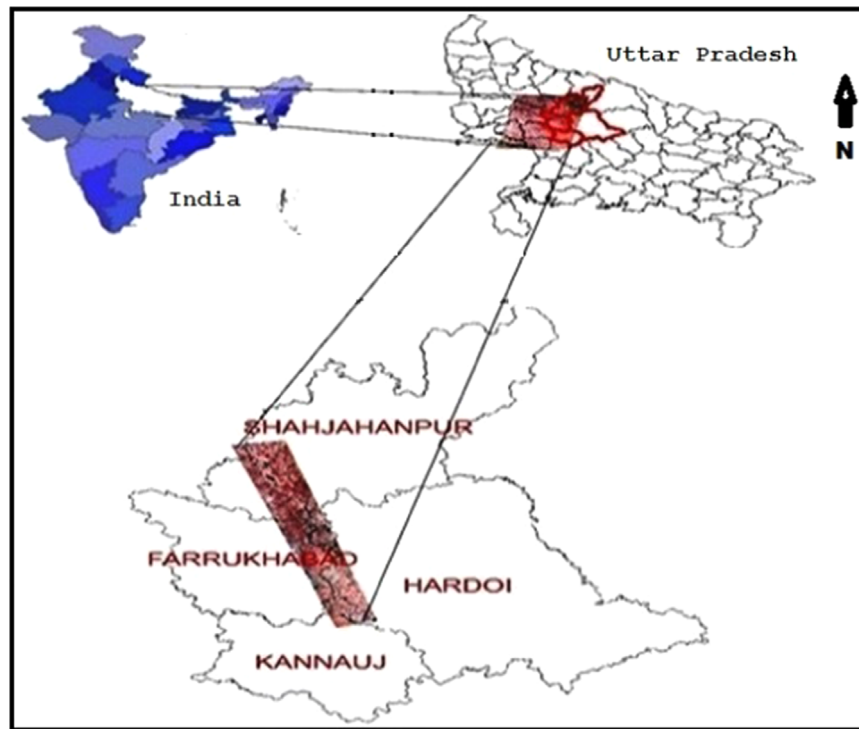 Uttar Pradesh
N
India
SHAHJAHANPUR
FARRUKHABAD
HARDOI
KANNAUJ